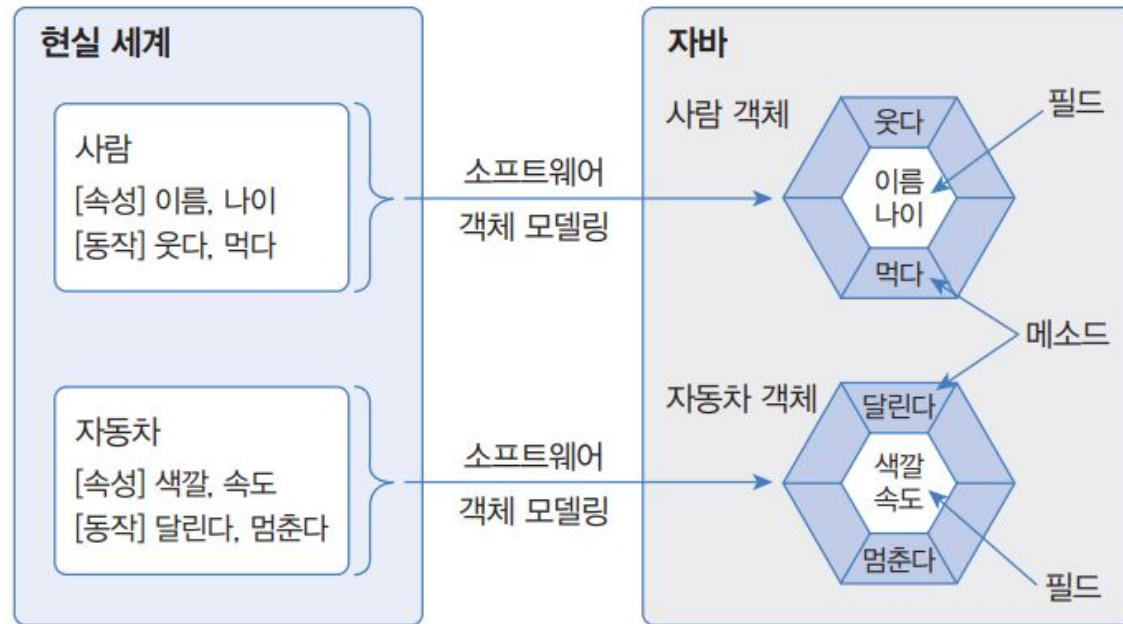 현실 세계
사람
[속성] 이름, 나이
[동작] 웃다, 먹다
자동차
[속성] 색깔, 속도
[동작] 달린다, 멈춘다
소프트웨어
객체 모델링
소프트웨어
객체 모델링
자바
사람 객체
웃다
이름
나이
먹다
필드
메소드
자동차 객체
달린다
색깔
속도
멈춘다
필드